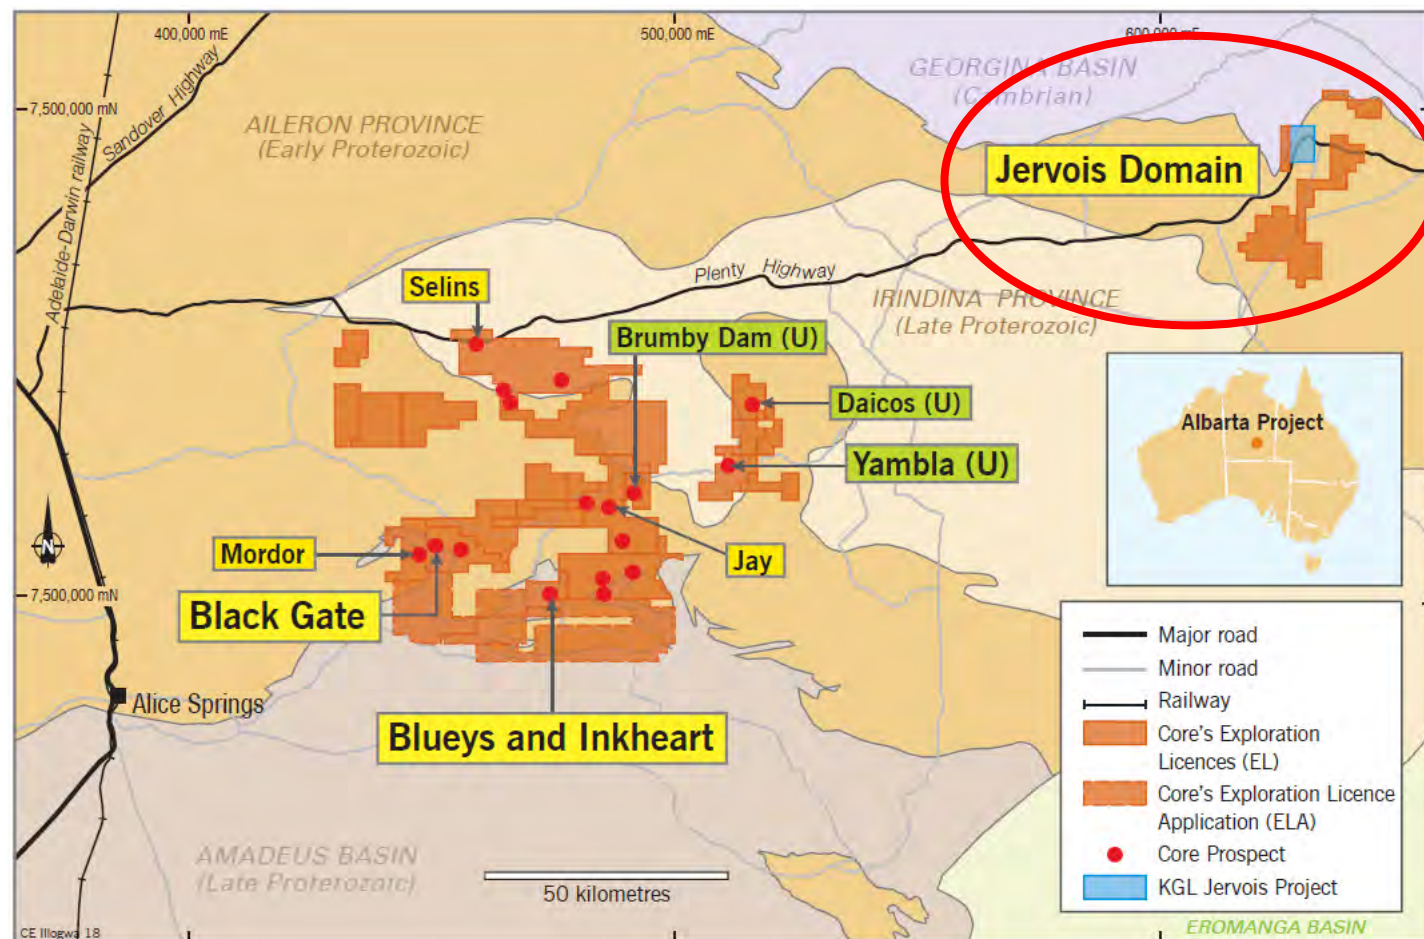 400,000 mE
500,000 mE
600,000 mE
7,500,000 mN
Sandover Highway
Adelaide-Darwin railway
AILERON PROVINCE
(Early Proterozoic)
GEORGINA BASIN
(Cambrian)
Jervois Domain
Plenty Highway
Selins
IRINDINA PROVINCE
(Late Proterozoic)
Brumby Dam (U)
Daicos (U)
Yambla (U)
Albarta Project
N
Mordor
Jay
7,500,000 mN
Black Gate
Alice Springs
Blueys and Inkheart
AMADEUS BASIN
(Late Proterozoic)
50 kilometres
Major road
Minor road
Railway
Core's Exploration
Licences (EL)
Core's Exploration Licence
Application (ELA)
Core Prospect
KGL Jervois Project
EROMANGA BASIN
CE Illogwa 18